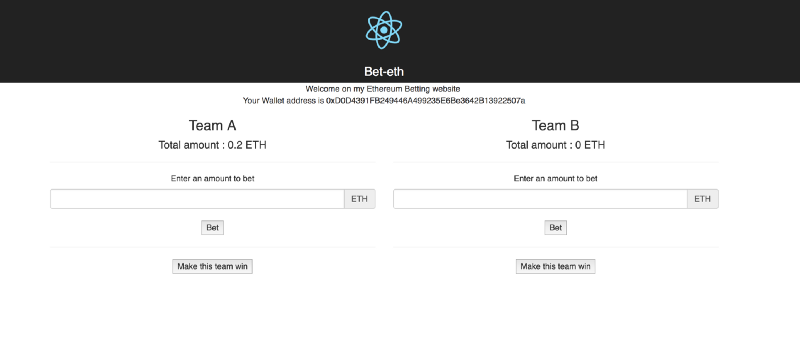 Bet-eth
Welcome on my Ethereum Betting website
Your Wallet address is 0xD0D4391FB249446A499235E6Be3642B13922507a
Team A
Total amount : 0.2 ETH
Enter an amount to bet
ETH
Bet
Make this team win
Team B
Total amount : 0 ETH
Enter an amount to bet
ETH
Bet
Make this team win